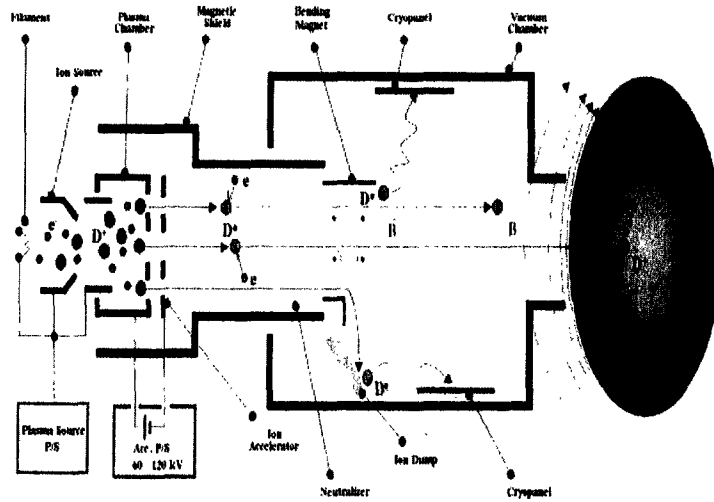 Filament
Plasma
Chamber
Magnetic
Shield
Bending
Magnet
Cryopanel
Vacuum
Chamber
Ion Source
e
D⁺
e
D°
e
D°
B
B
D°
Plasma Source
P/S
Acc. P/S
60 120 kV
Ion
Accelerator
Neutralizer
Ion Dump
Cryopanel